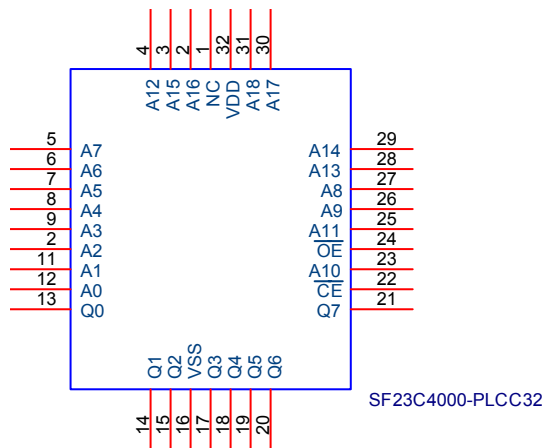 4 3 2 1 32 31 30
A12 A15 A16 NC VDD A18 A17
5 A7 A14 29
6 A6 A13 28
7 A5 A8 27
8 A4 A9 26
9 A3 A11 25
2 A2 OE 24
11 A1 A10 23
12 A0 CE 22
13 Q0 Q7 21
Q1 Q2 VSS Q3 Q4 Q5 Q6
SF23C4000-PLCC32
14 15 16 17 18 19 20